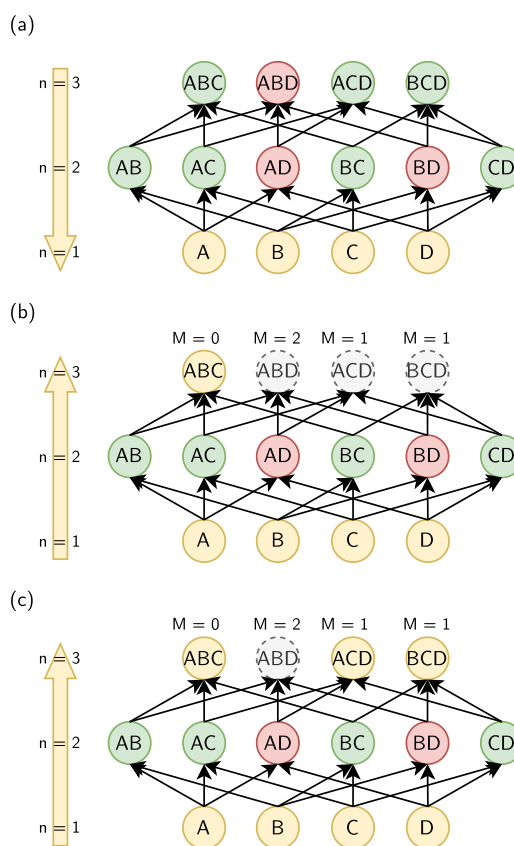 (a)
n = 3 ABC ABD ACD BCD
n = 2 AB AC AD BC BD CD
n = 1 A B C D
(b)
M = 0 M = 2 M = 1 M = 1
n = 3 ABC ABD ACD BCD
n = 2 AB AC AD BC BD CD
n = 1 A B C D
(c)
M = 0 M = 2 M = 1 M = 1
n = 3 ABC ABD ACD BCD
n = 2 AB AC AD BC BD CD
n = 1 A B C D